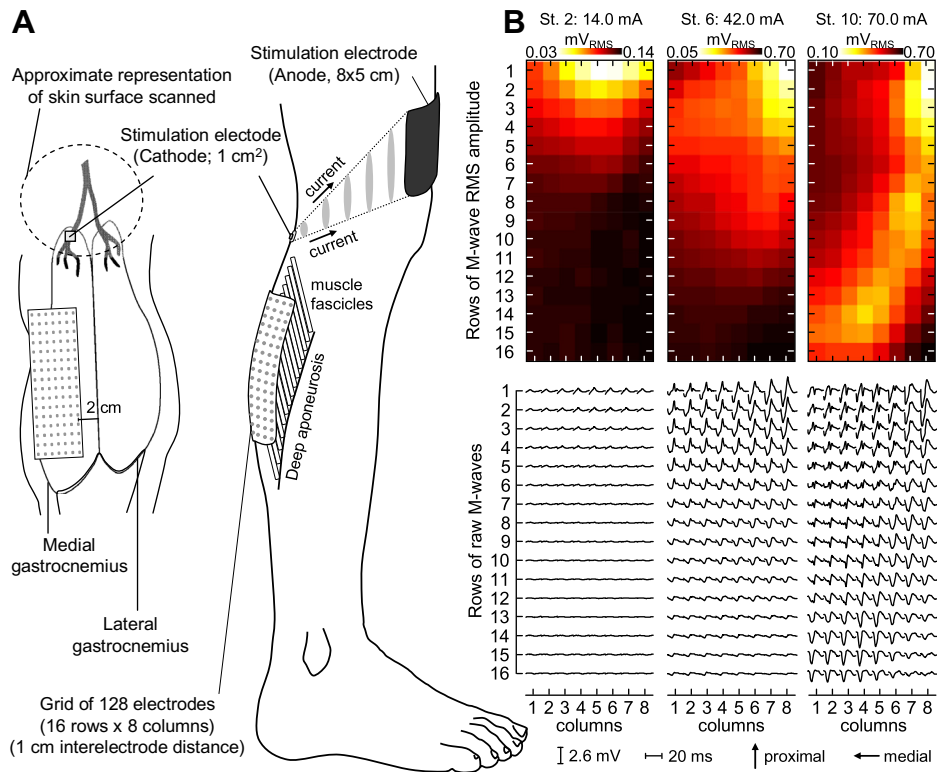 A
Approximate representation
of skin surface scanned
Stimulation electrode
(Anode, 8x5 cm)
Stimulation electode
(Cathode; 1 cm²)
current
current
muscle
fascicles
Deep aponeurosis
2 cm
Medial
gastrocnemius
Lateral
gastrocnemius
Grid of 128 electrodes
(16 rows x 8 columns)
(1 cm interelectrode distance)
B
St. 2: 14.0 mA
St. 6: 42.0 mA
St. 10: 70.0 mA
mVRMS
0.03
0.14
mVRMS
0.05
0.70
mVRMS
0.10
0.70
Rows of M-wave RMS amplitude
1
2
3
4
5
6
7
8
9
10
11
12
13
14
15
16
Rows of raw M-waves
1
2
3
4
5
6
7
8
9
10
11
12
13
14
15
16
1 2 3 4 5 6 7 8
columns
1 2 3 4 5 6 7 8
columns
1 2 3 4 5 6 7 8
columns
2.6 mV
20 ms
proximal
medial